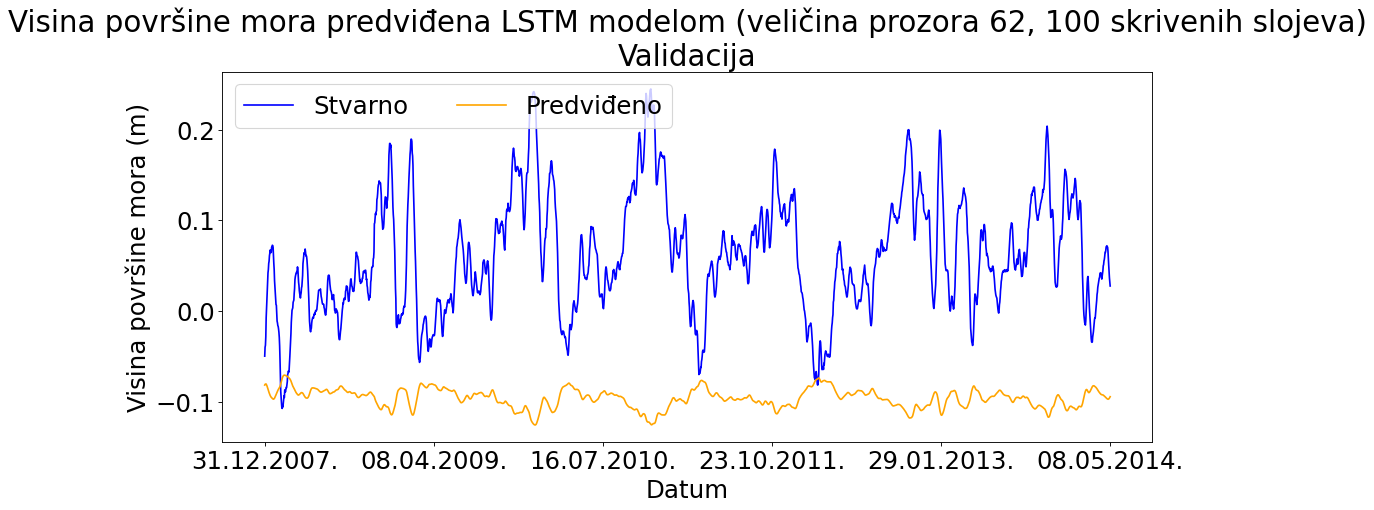 Visina površine mora predviđena LSTM modelom (veličina prozora 62, 100 skrivenih slojeva)
Validacija
Stvarno Predviđeno
Visina površine mora (m)
0.2
0.1
0.0
−0.1
31.12.2007. 08.04.2009. 16.07.2010. 23.10.2011. 29.01.2013. 08.05.2014.
Datum